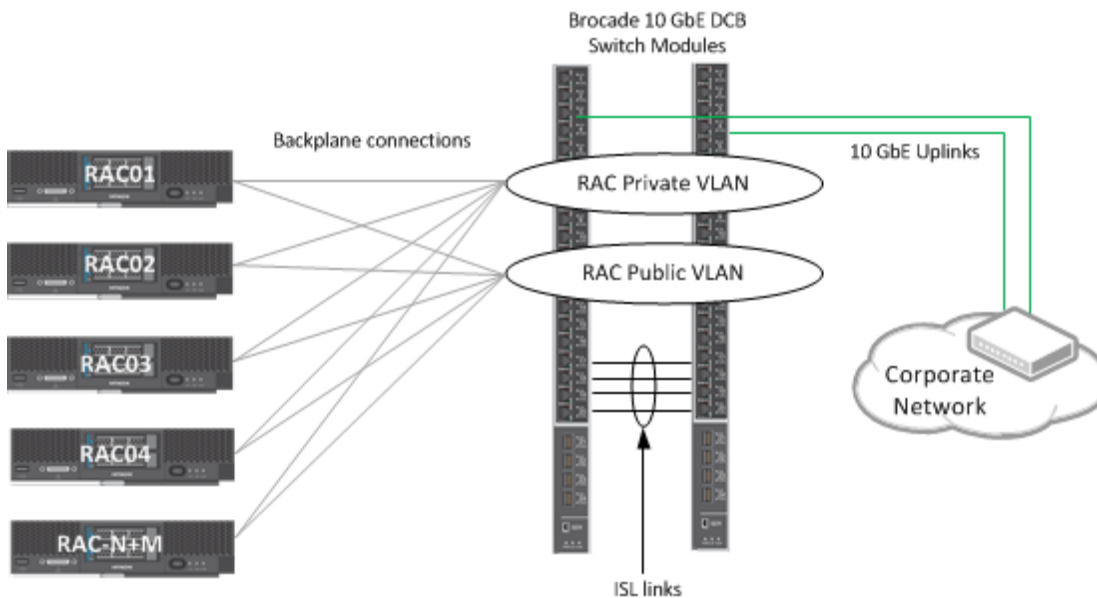 Brocade 10 GbE DCB
Switch Modules
Backplane connections
10 GbE Uplinks
RAC01
RAC Private VLAN
RAC02
RAC Public VLAN
RAC03
Corporate
Network
RAC04
RAC-N+M
ISL links